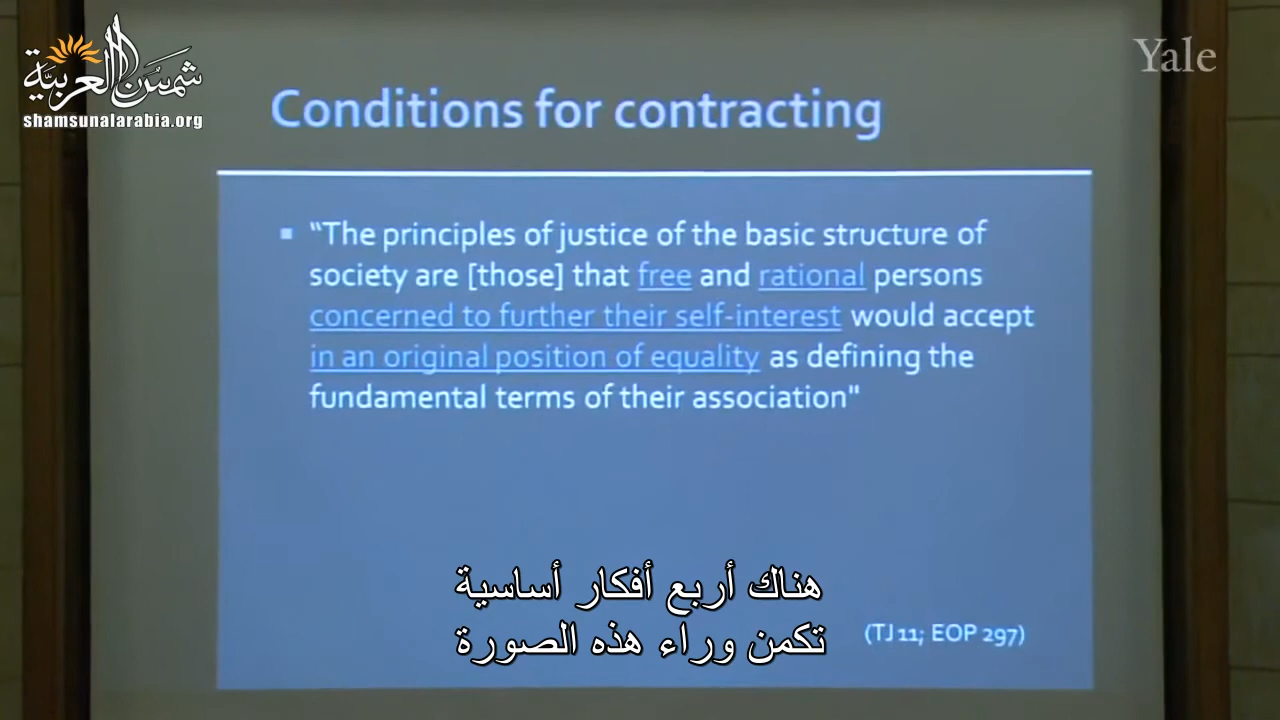 شمس العربية
shamsunalarabia.org
Yale
Conditions for contracting
▪ “The principles of justice of the basic structure of
society are [those] that free and rational persons
concerned to further their self-interest would accept
in an original position of equality as defining the
fundamental terms of their association"
(TJ 11; EOP 297)
هناك أربع أفكار أساسية
تكمن وراء هذه الصورة